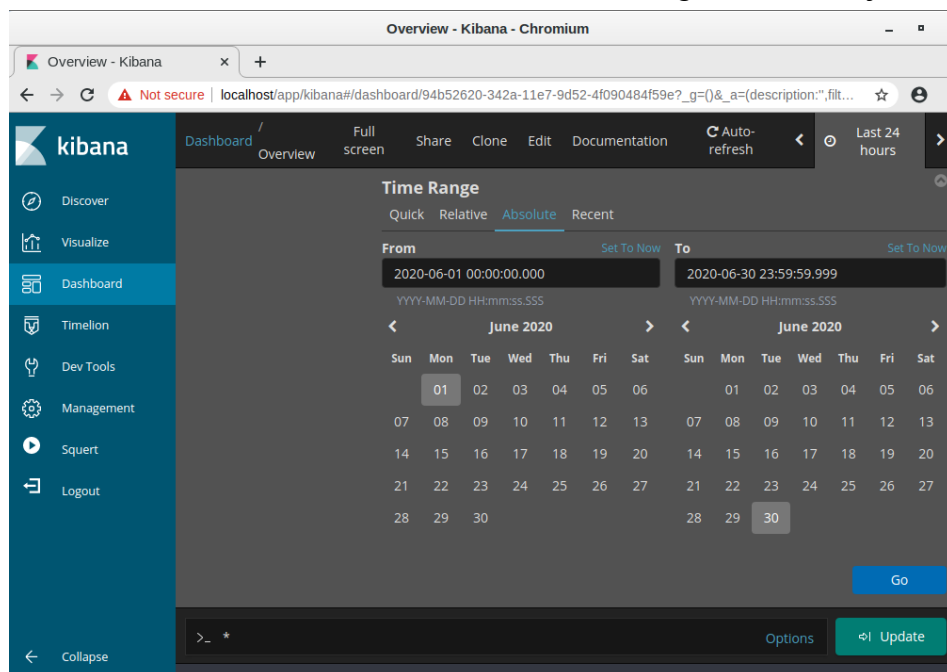 Overview - Kibana - Chromium
Overview - Kibana × +
Not secure | localhost/app/kibana#/dashboard/94b52620-342a-11e7-9d52-4f090484f59e?_g=()&_a=(description:'',filt...
kibana
Dashboard / Overview
Full screen
Share
Clone
Edit
Documentation
Auto-refresh
Last 24 hours
Discover
Visualize
Dashboard
Timelion
Dev Tools
Management
Squert
Logout
Collapse
Time Range
Quick Relative Absolute Recent
From Set To Now
2020-06-01 00:00:00.000
YYYY-MM-DD HH:mm:ss.SSS
June 2020
Sun Mon Tue Wed Thu Fri Sat
01 02 03 04 05 06
07 08 09 10 11 12 13
14 15 16 17 18 19 20
21 22 23 24 25 26 27
28 29 30
To Set To Now
2020-06-30 23:59:59.999
YYYY-MM-DD HH:mm:ss.SSS
June 2020
Sun Mon Tue Wed Thu Fri Sat
01 02 03 04 05 06
07 08 09 10 11 12 13
14 15 16 17 18 19 20
21 22 23 24 25 26 27
28 29 30
Go
>_ *
Options
Update